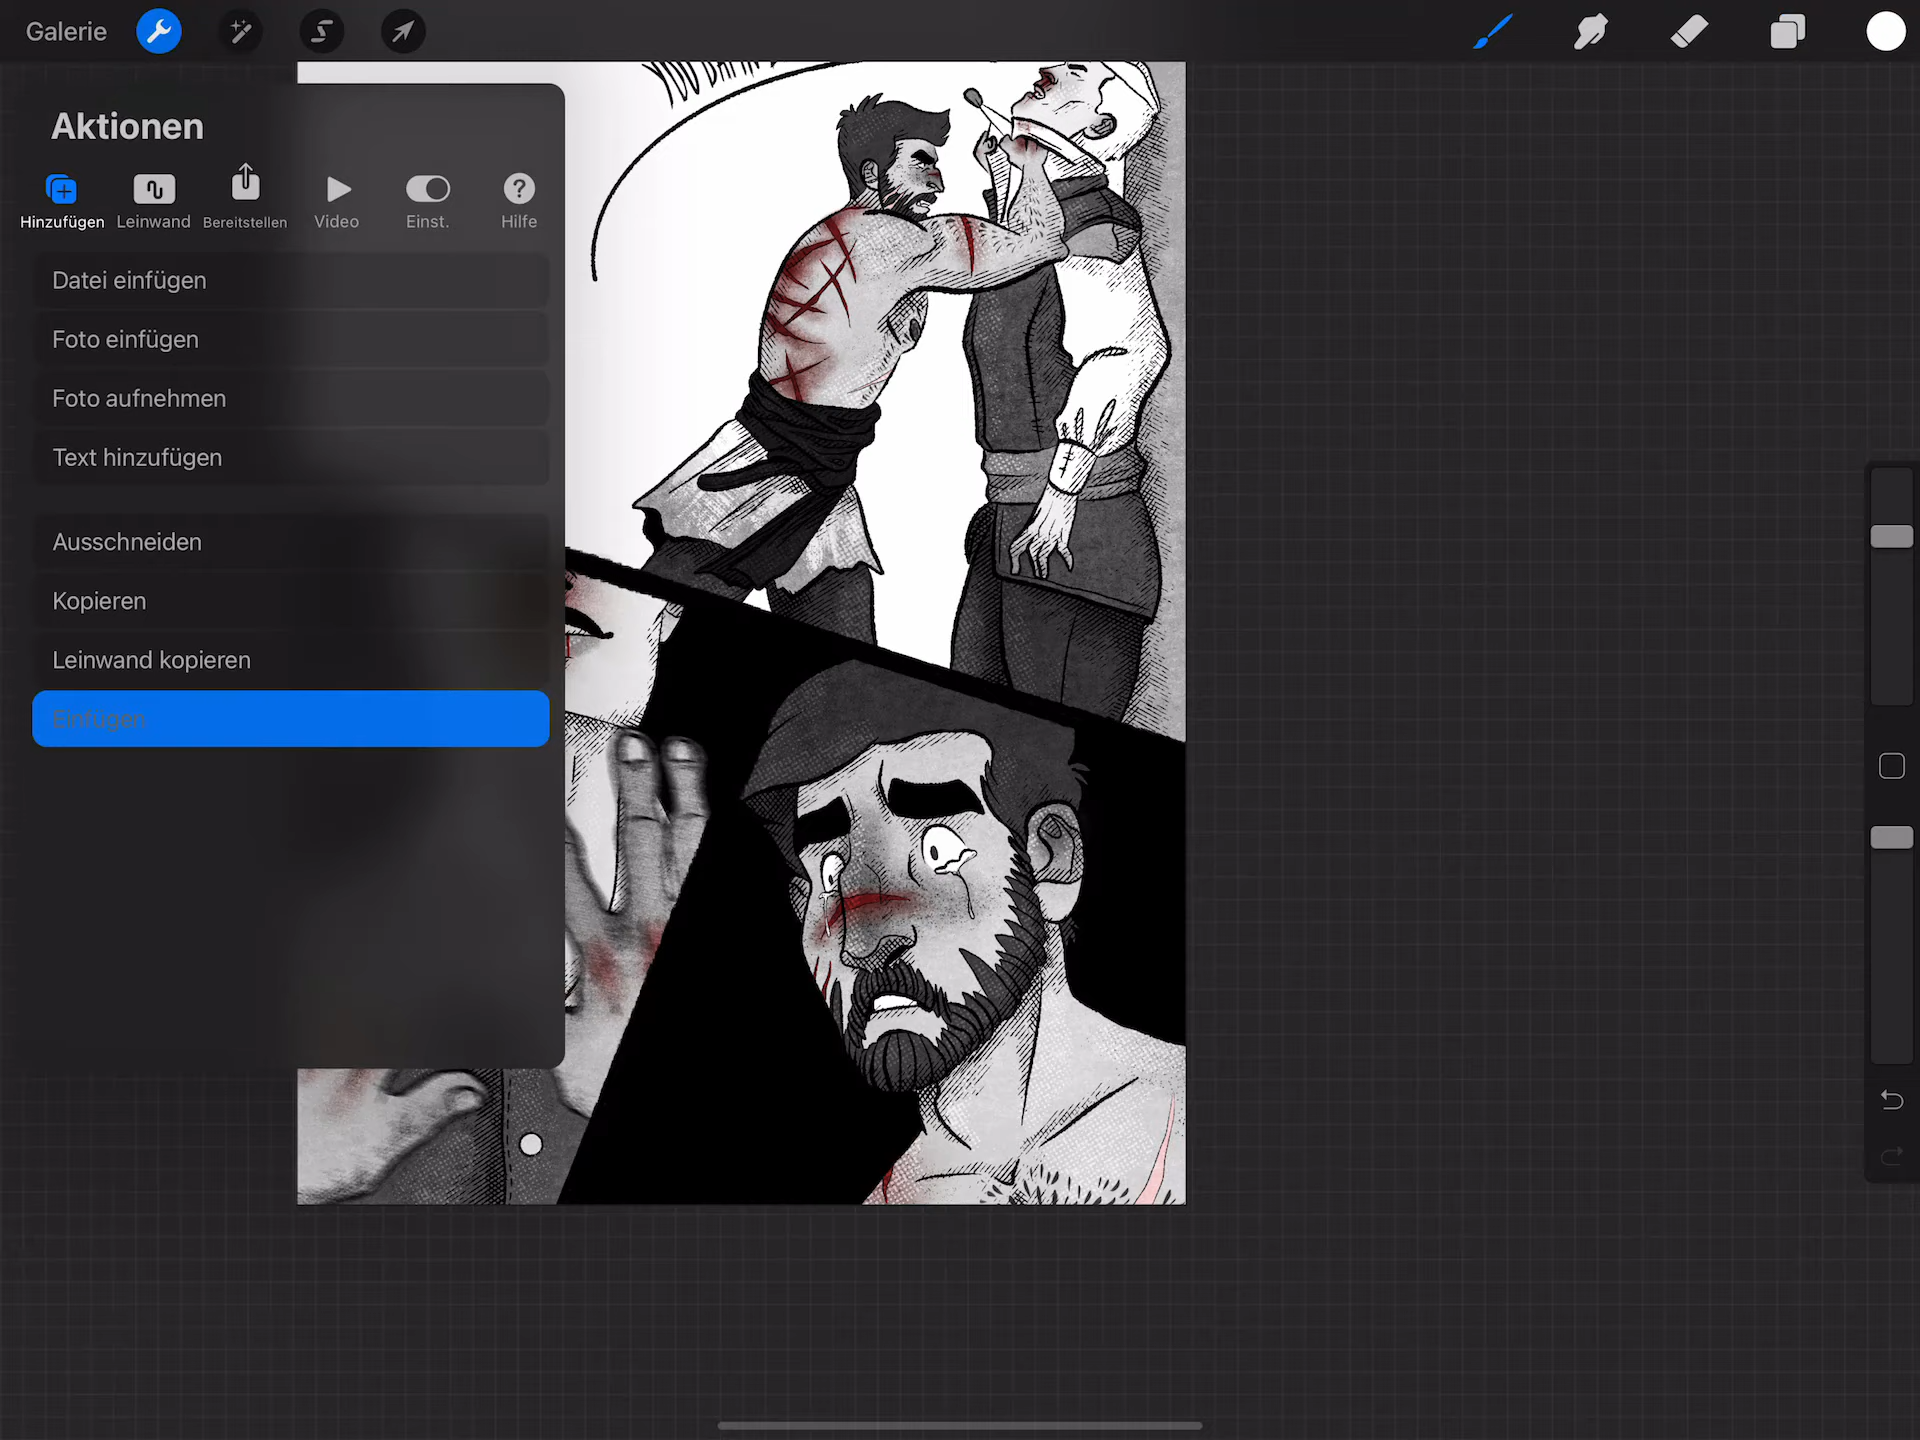 Galerie
Aktionen
Hinzufügen Leinwand Bereitstellen Video Einst. Hilfe
Datei einfügen
Foto einfügen
Foto aufnehmen
Text hinzufügen
Ausschneiden
Kopieren
Leinwand kopieren
Einfügen
YOU